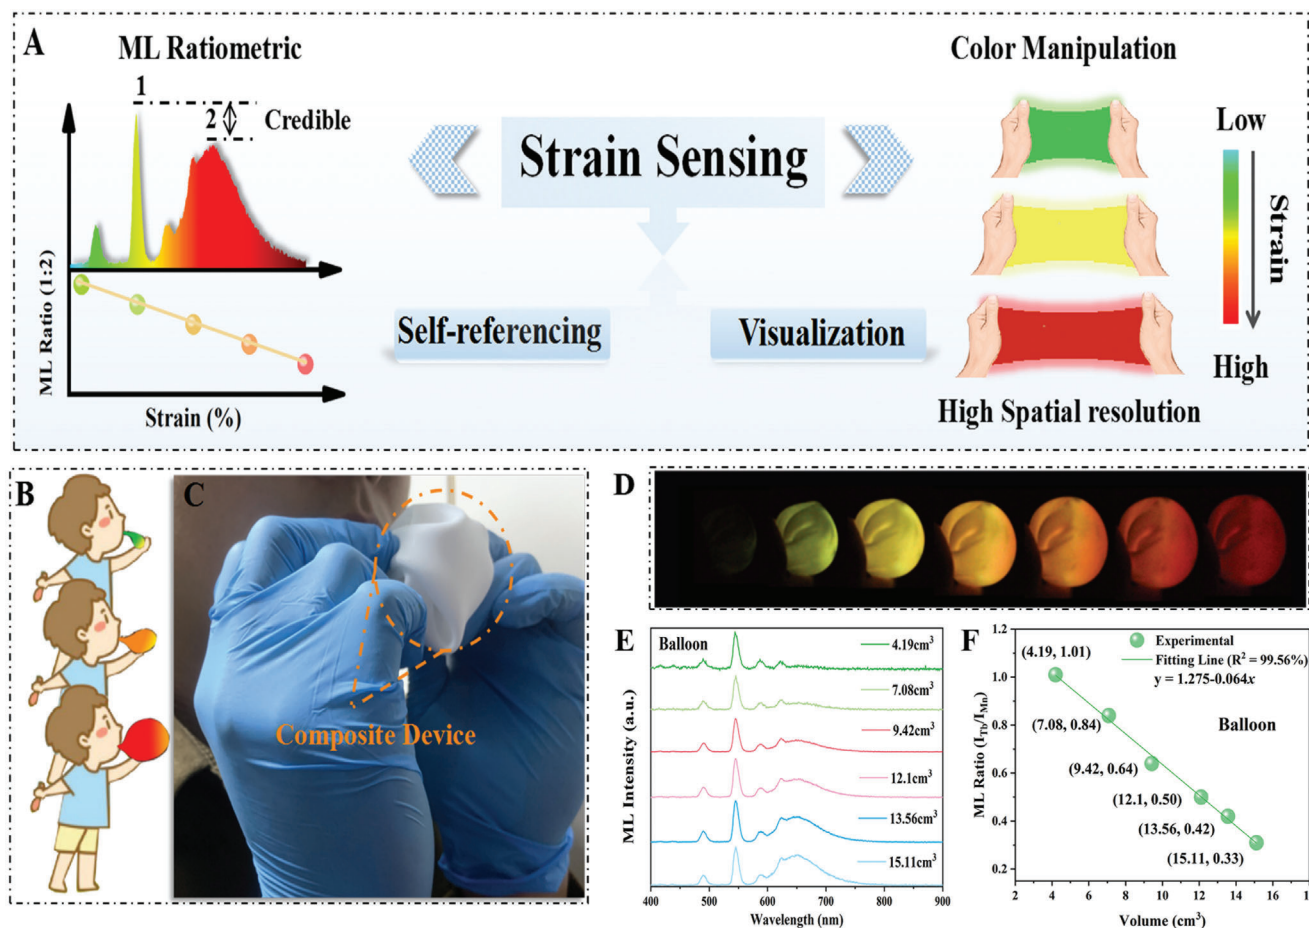 A
ML Ratiometric
1
2
Credible
ML Ratio (1:2)
Strain (%)
Strain Sensing
Self-referencing
Visualization
Color Manipulation
Low
Strain
High
High Spatial resolution
B
C
Composite Device
D
E
Balloon
4.19cm³
7.08cm³
9.42cm³
12.1cm³
13.56cm³
15.11cm³
ML Intensity (a.u.)
400 500 600 700 800 900
Wavelength (nm)
F
Experimental
Fitting Line (R² = 99.56%)
y = 1.275-0.064x
Balloon
(4.19, 1.01)
(7.08, 0.84)
(9.42, 0.64)
(12.1, 0.50)
(13.56, 0.42)
(15.11, 0.33)
ML Ratio (I_Tb/I_Mn)
1.2
1.0
0.8
0.6
0.4
0.2
2 4 6 8 10 12 14 16
Volume (cm³)